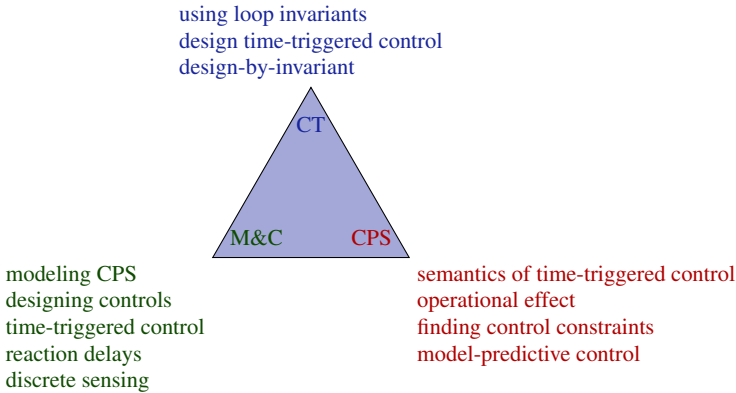 using loop invariants
design time-triggered control
design-by-invariant
CT
M&C
CPS
modeling CPS
designing controls
time-triggered control
reaction delays
discrete sensing
semantics of time-triggered control
operational effect
finding control constraints
model-predictive control